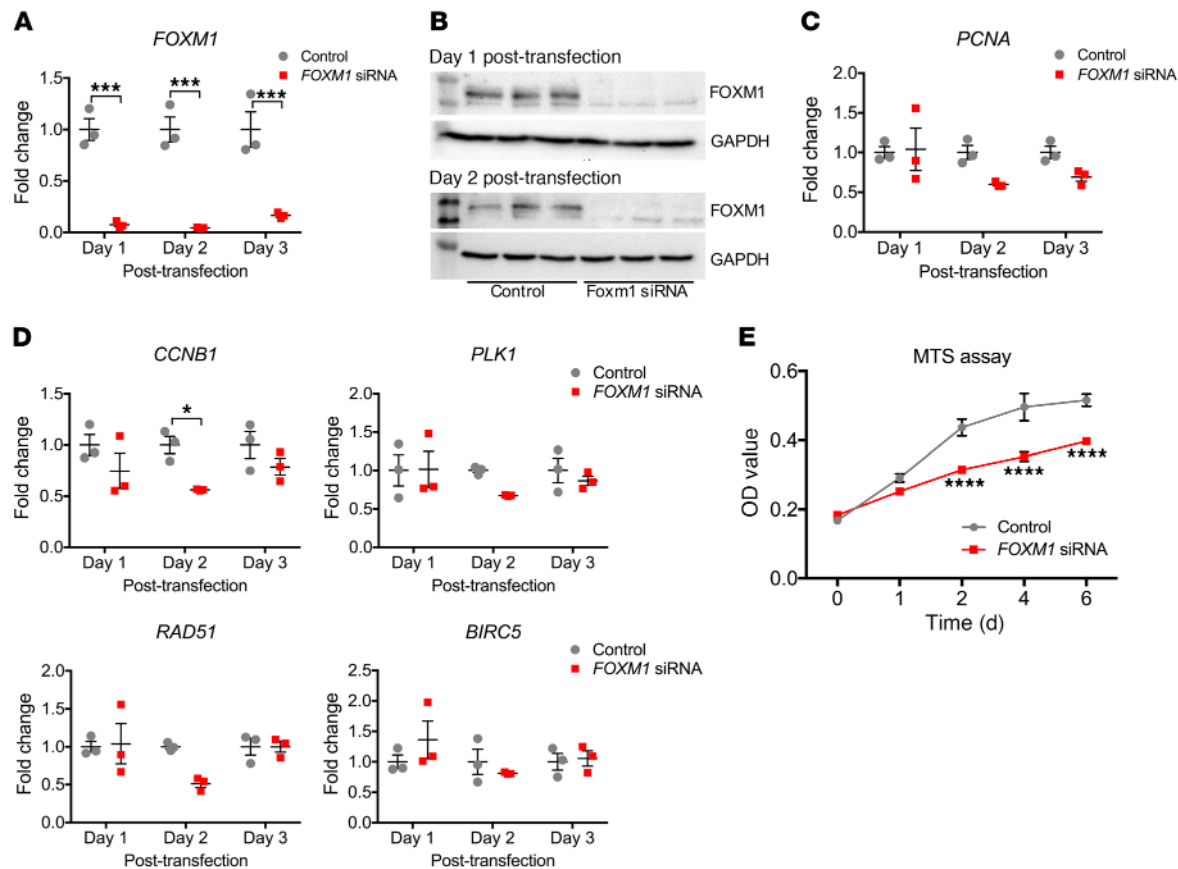 A
FOXM1
Control
FOXM1 siRNA
Fold change
1.5
1.0
0.5
0.0
***
***
***
Day 1
Day 2
Day 3
Post-transfection
B
Day 1 post-transfection
FOXM1
GAPDH
Day 2 post-transfection
FOXM1
GAPDH
Control
Foxm1 siRNA
C
PCNA
Control
FOXM1 siRNA
Fold change
2.0
1.5
1.0
0.5
0.0
Day 1
Day 2
Day 3
Post-transfection
D
CCNB1
Fold change
1.5
1.0
0.5
0.0
*
Day 1
Day 2
Day 3
Post-transfection
PLK1
Control
FOXM1 siRNA
Fold change
2.0
1.5
1.0
0.5
0.0
Day 1
Day 2
Day 3
Post-transfection
E
MTS assay
OD value
0.6
0.4
0.2
0.0
****
****
****
Control
FOXM1 siRNA
0
1
2
4
6
Time (d)
RAD51
Fold change
2.0
1.5
1.0
0.5
0.0
Day 1
Day 2
Day 3
Post-transfection
BIRC5
Control
FOXM1 siRNA
Fold change
2.5
2.0
1.5
1.0
0.5
0.0
Day 1
Day 2
Day 3
Post-transfection